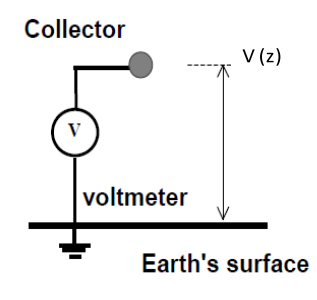 Collector
V (z)
V
voltmeter
Earth's surface